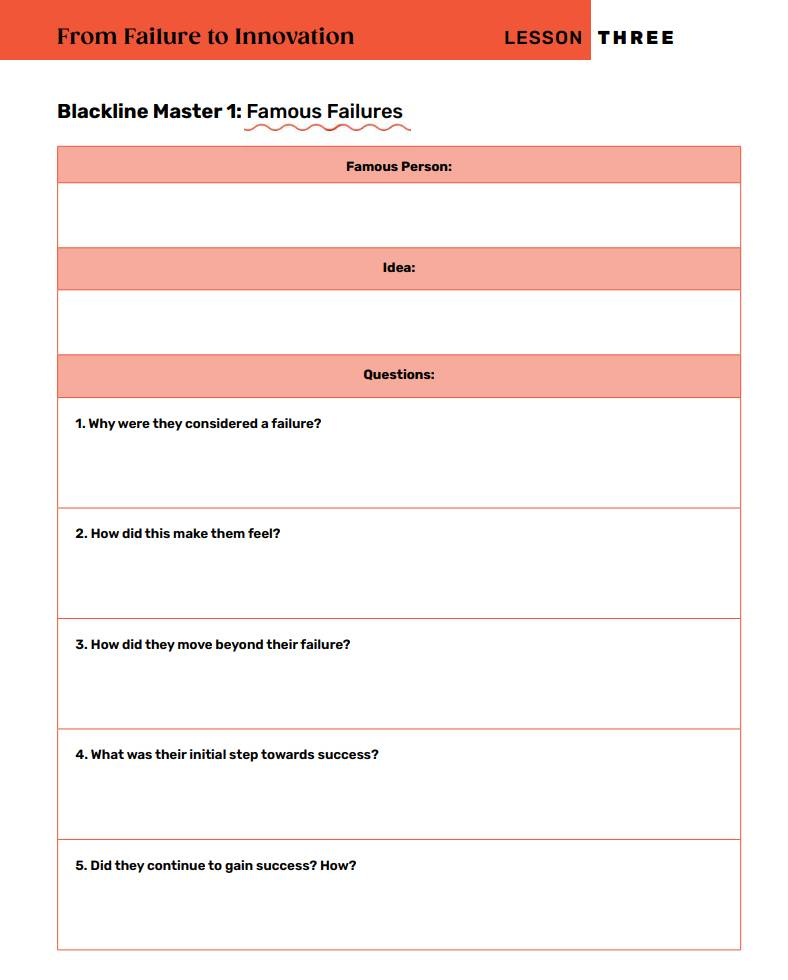 From Failure to Innovation LESSON THREE
Blackline Master 1: Famous Failures
Famous Person:
Idea:
Questions:
1. Why were they considered a failure?
2. How did this make them feel?
3. How did they move beyond their failure?
4. What was their initial step towards success?
5. Did they continue to gain success? How?